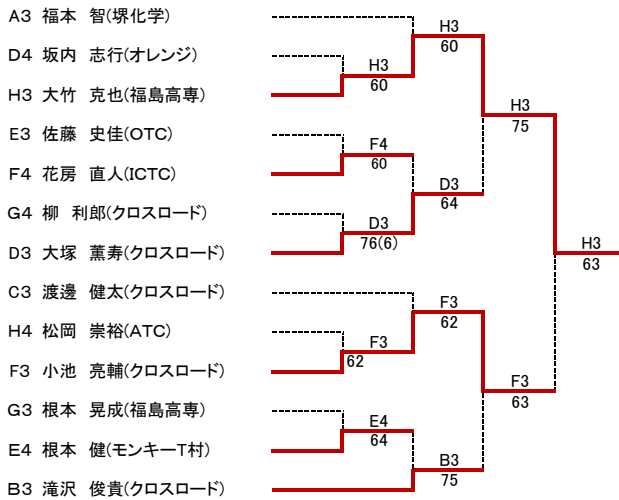 A3 福本 智(堺化学)
D4 坂内 志行(オレンジ)
H3 大竹 克也(福島高専)
E3 佐藤 史佳(OTC)
F4 花房 直人(ICTC)
G4 柳 利郎(クロスロード)
D3 大塚 薫寿(クロスロード)
C3 渡邊 健太(クロスロード)
H4 松岡 崇裕(ATC)
F3 小池 亮輔(クロスロード)
G3 根本 晃成(福島高専)
E4 根本 健(モンキーT村)
B3 滝沢 俊貴(クロスロード)
H3
60
F4
60
D3
76(6)
F3
62
E4
64
H3
60
D3
64
F3
62
B3
75
H3
75
F3
63
H3
63